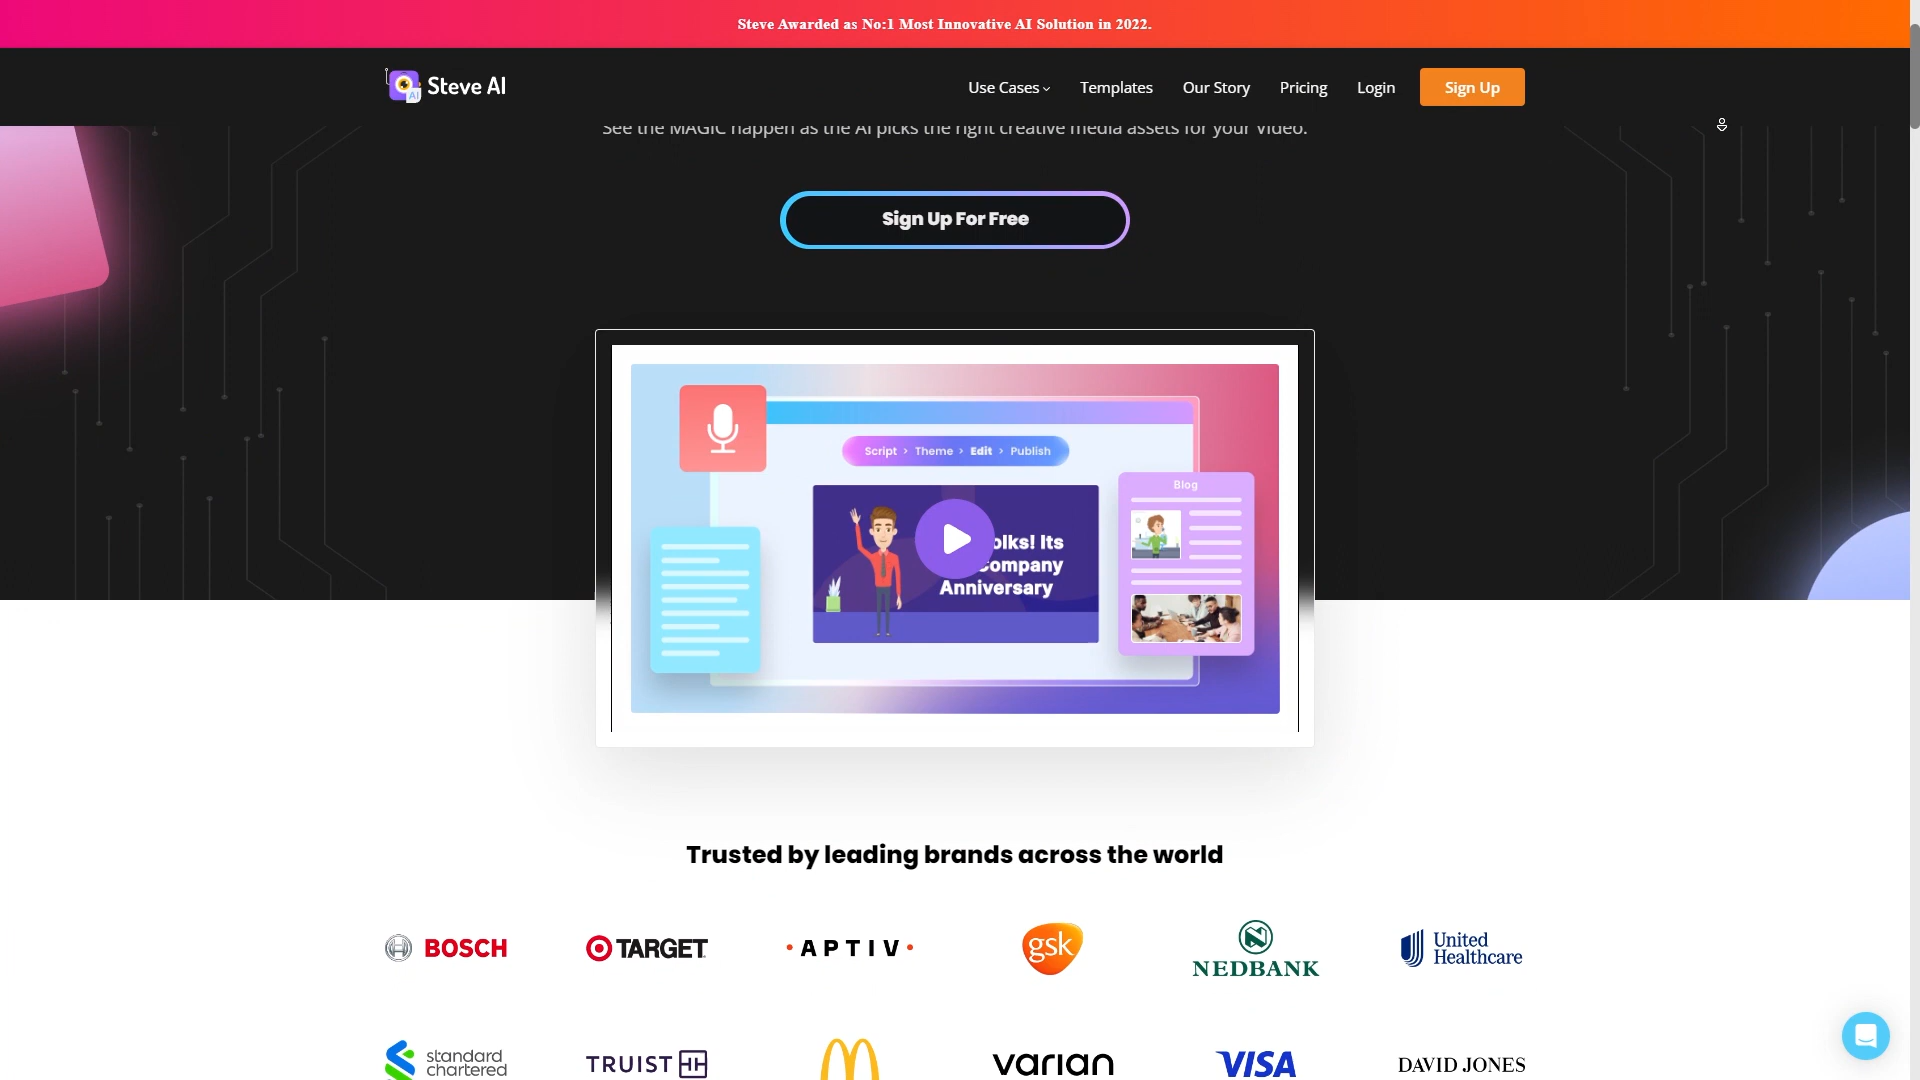 Steve Awarded as No:1 Most Innovative AI Solution in 2022.
AI Steve AI
Use Cases Templates Our Story Pricing Login Sign Up
See the MAGIC happen as the AI picks the right creative media assets for your video.
Sign Up For Free
Script > Theme > Edit > Publish
Blog
olks! Its
Company
Anniversary
Trusted by leading brands across the world
BOSCH
TARGET
APTIV
gsk
NEDBANK
United
Healthcare
standard
chartered
TRUIST
varian
VISA
DAVID JONES